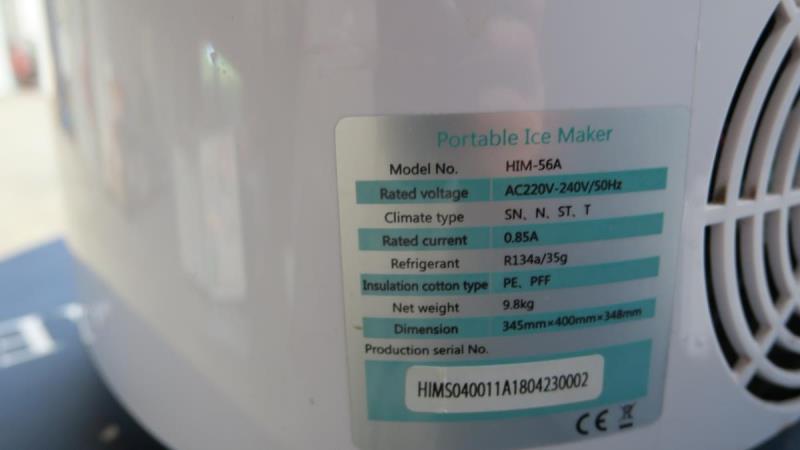 Portable Ice Maker
Model No. HIM-56A
Rated voltage AC220V-240V/50Hz
Climate type SN、N、ST、T
Rated current 0.85A
Refrigerant R134a/35g
Insulation cotton type PE、PFF
Net weight 9.8kg
Dimension 345mm×400mm×348mm
Production serial No.
HIMS040011A1804230002
CE